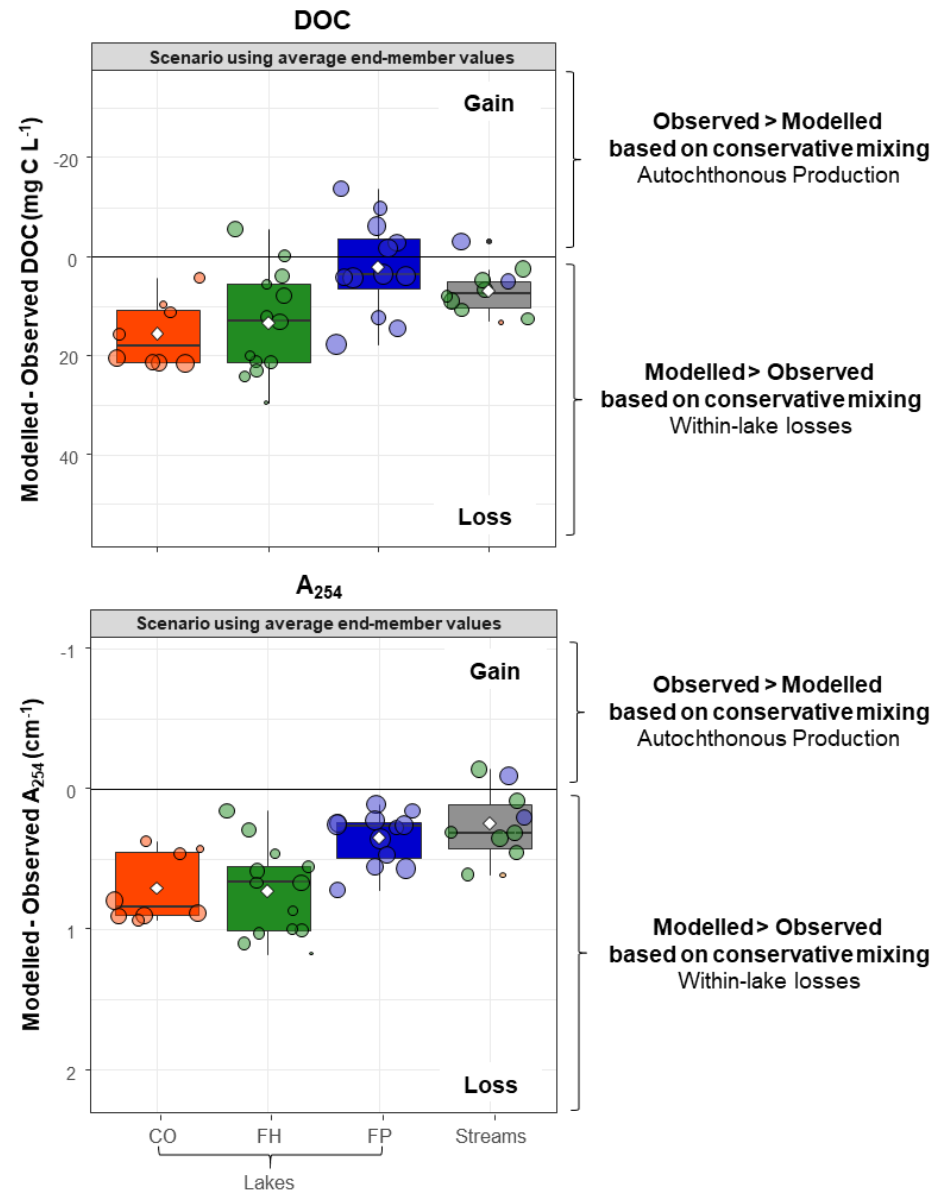 DOC
Scenario using average end-member values
Gain
Modelled - Observed DOC (mg C L⁻¹)
-20
0
20
40
Loss
Observed > Modelled
based on conservative mixing
Autochthonous Production
Modelled > Observed
based on conservative mixing
Within-lake losses
A₂₅₄
Scenario using average end-member values
Gain
Modelled - Observed A₂₅₄ (cm⁻¹)
-1
0
1
2
Loss
Observed > Modelled
based on conservative mixing
Autochthonous Production
Modelled > Observed
based on conservative mixing
Within-lake losses
CO FH FP Streams
Lakes